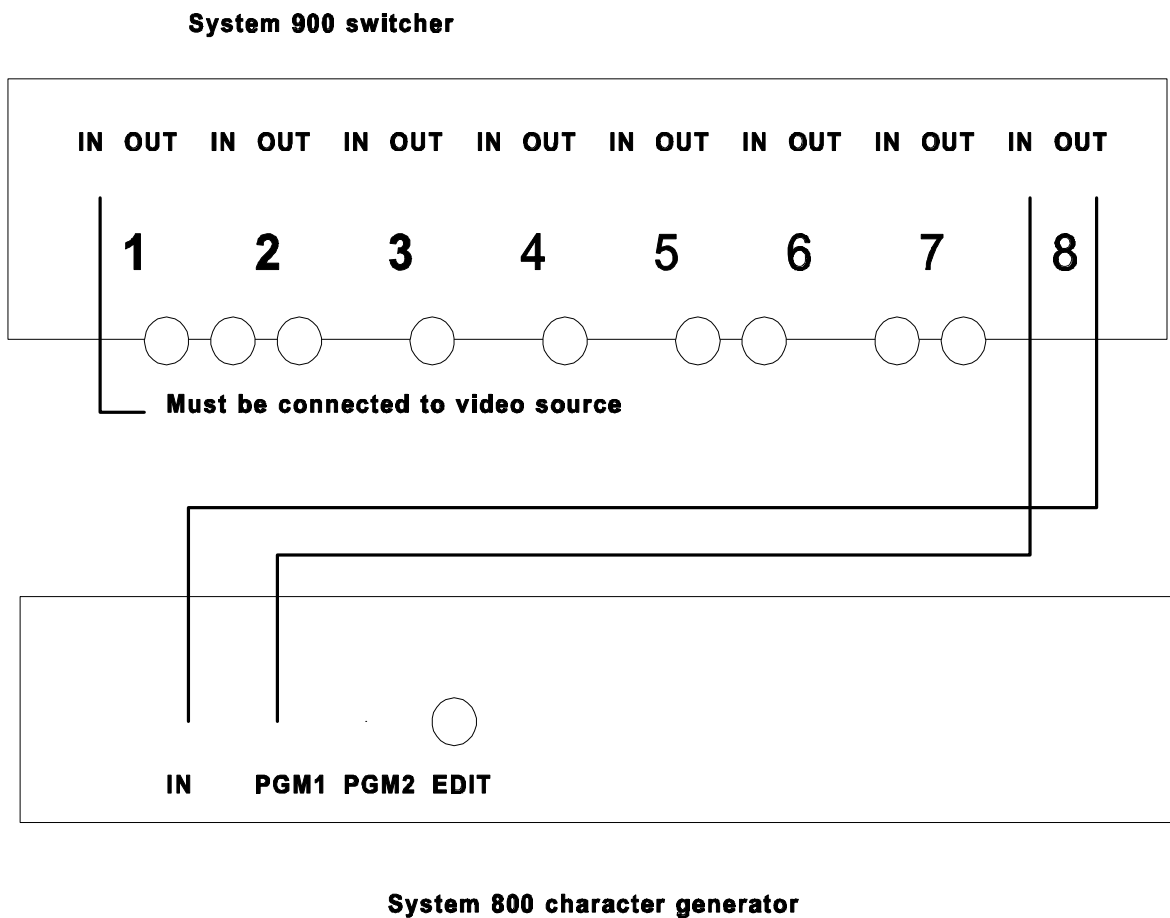 System 900 switcher
IN OUT IN OUT IN OUT IN OUT IN OUT IN OUT IN OUT IN OUT
1 2 3 4 5 6 7 8
Must be connected to video source
IN PGM1 PGM2 EDIT
System 800 character generator